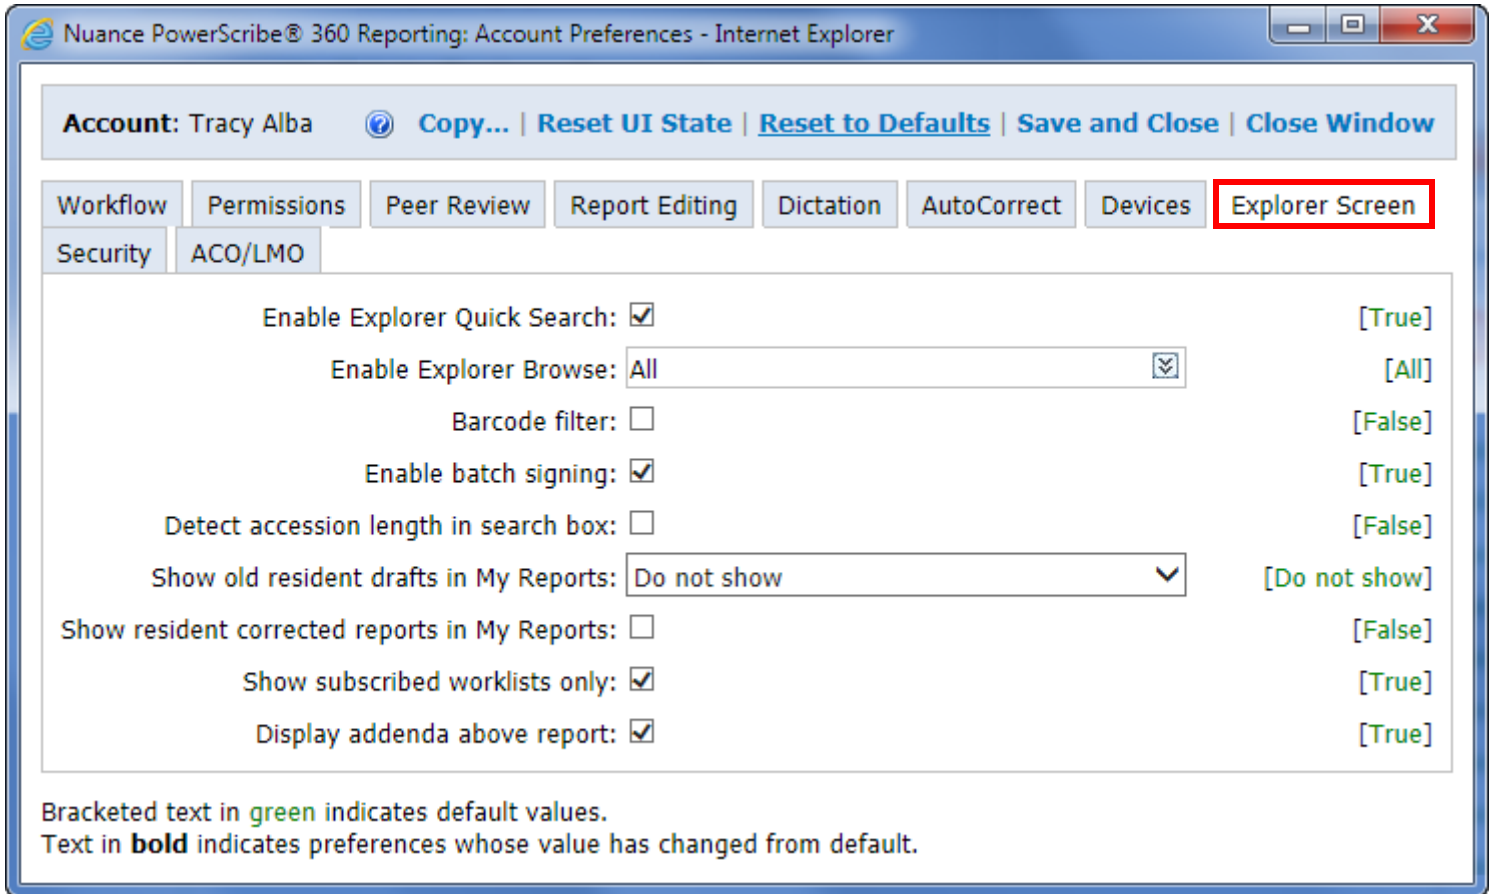 Nuance PowerScribe® 360 Reporting: Account Preferences - Internet Explorer
Account: Tracy Alba Copy... | Reset UI State | Reset to Defaults | Save and Close | Close Window
Workflow Permissions Peer Review Report Editing Dictation AutoCorrect Devices Explorer Screen
Security ACO/LMO
Enable Explorer Quick Search: [True]
Enable Explorer Browse: All [All]
Barcode filter: [False]
Enable batch signing: [True]
Detect accession length in search box: [False]
Show old resident drafts in My Reports: Do not show [Do not show]
Show resident corrected reports in My Reports: [False]
Show subscribed worklists only: [True]
Display addenda above report: [True]
Bracketed text in green indicates default values.
Text in bold indicates preferences whose value has changed from default.